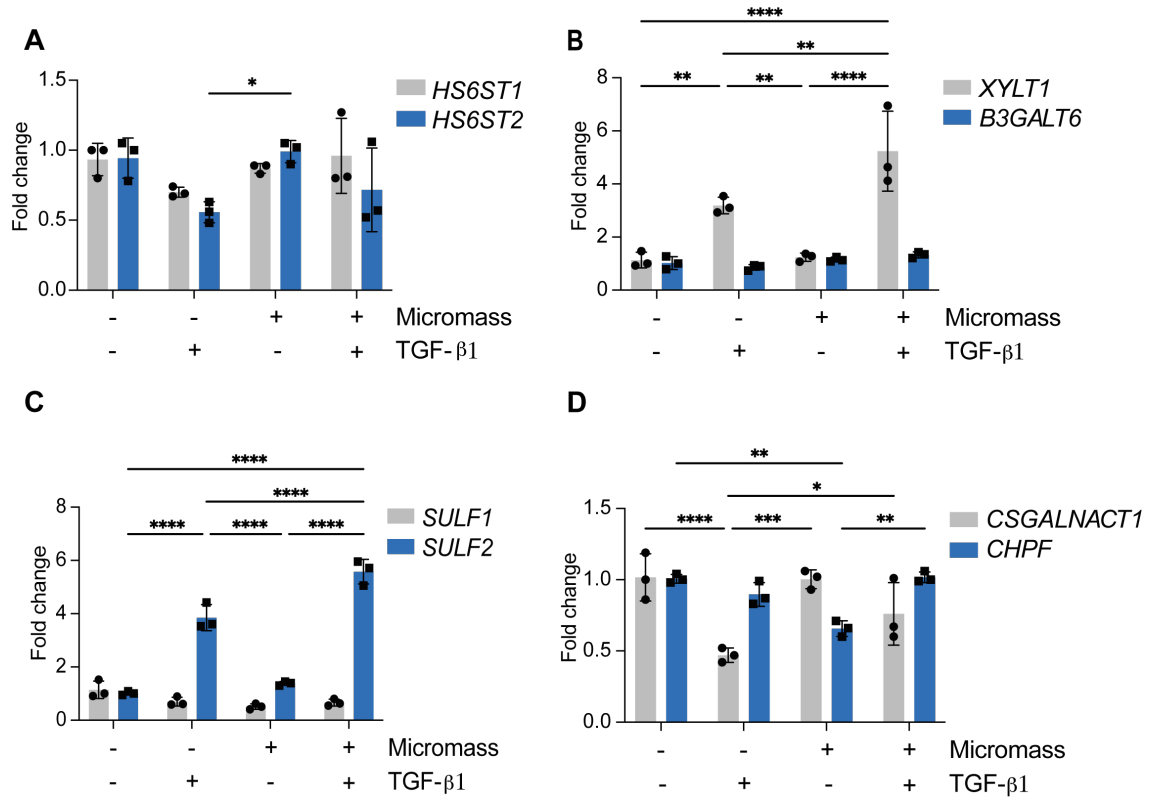 A
*
1.5
1.0
0.5
0.0
Fold change
HS6ST1
HS6ST2
- - + + Micromass
- + - + TGF-β1
B
****
**
** ** ****
8
6
4
2
0
Fold change
XYLT1
B3GALT6
- - + + Micromass
- + - + TGF-β1
C
****
****
**** **** ****
8
6
4
2
0
Fold change
SULF1
SULF2
- - + + Micromass
- + - + TGF-β1
D
**
*
**** *** **
1.5
1.0
0.5
0.0
Fold change
CSGALNACT1
CHPF
- - + + Micromass
- + - + TGF-β1